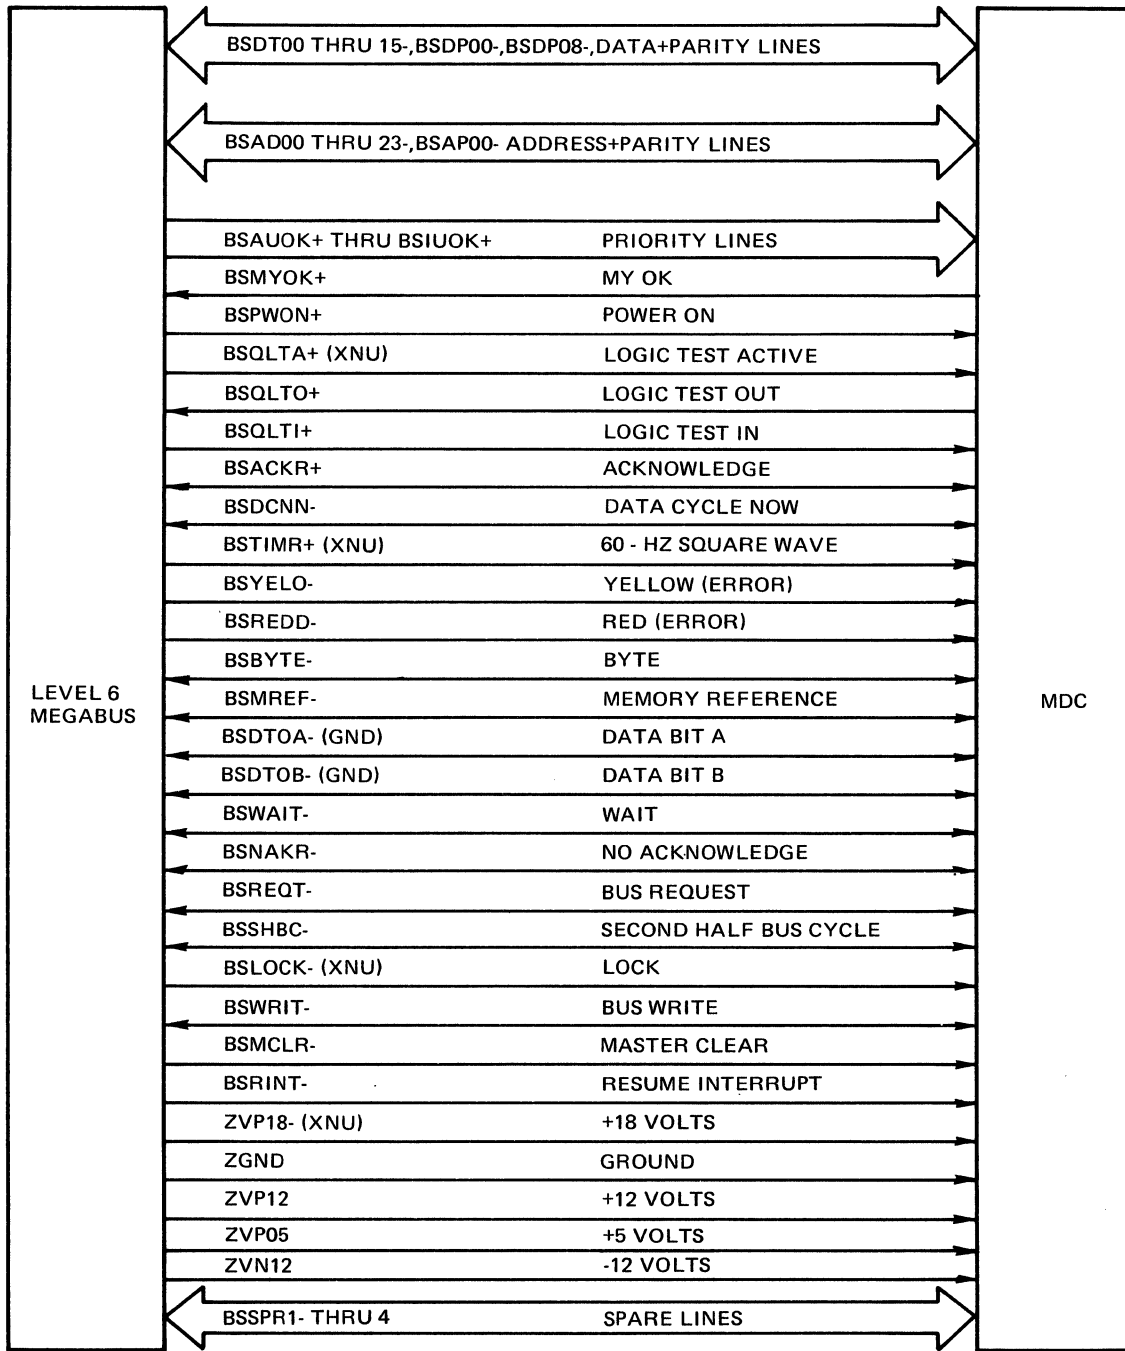 BSDT00 THRU 15-,BSDP00-,BSDP08-,DATA+PARITY LINES
BSAD00 THRU 23-,BSAP00- ADDRESS+PARITY LINES
BSAUOK+ THRU BSIUOK+ PRIORITY LINES
BSMYOK+ MY OK
BSPWON+ POWER ON
BSQLTA+ (XNU) LOGIC TEST ACTIVE
BSQLTO+ LOGIC TEST OUT
BSQLTI+ LOGIC TEST IN
BSACKR+ ACKNOWLEDGE
BSDCNN- DATA CYCLE NOW
BSTIMR+ (XNU) 60 - HZ SQUARE WAVE
BSYELO- YELLOW (ERROR)
BSREDD- RED (ERROR)
BSBYTE- BYTE
LEVEL 6
MEGABUS
BSMREF- MEMORY REFERENCE
MDC
BSDTOA- (GND) DATA BIT A
BSDTOB- (GND) DATA BIT B
BSWAIT- WAIT
BSNAKR- NO ACKNOWLEDGE
BSREQT- BUS REQUEST
BSSHBC- SECOND HALF BUS CYCLE
BSLOCK- (XNU) LOCK
BSWRIT- BUS WRITE
BSMCLR- MASTER CLEAR
BSRINT- RESUME INTERRUPT
ZVP18- (XNU) +18 VOLTS
ZGND GROUND
ZVP12 +12 VOLTS
ZVP05 +5 VOLTS
ZVN12 -12 VOLTS
BSSPR1- THRU 4 SPARE LINES